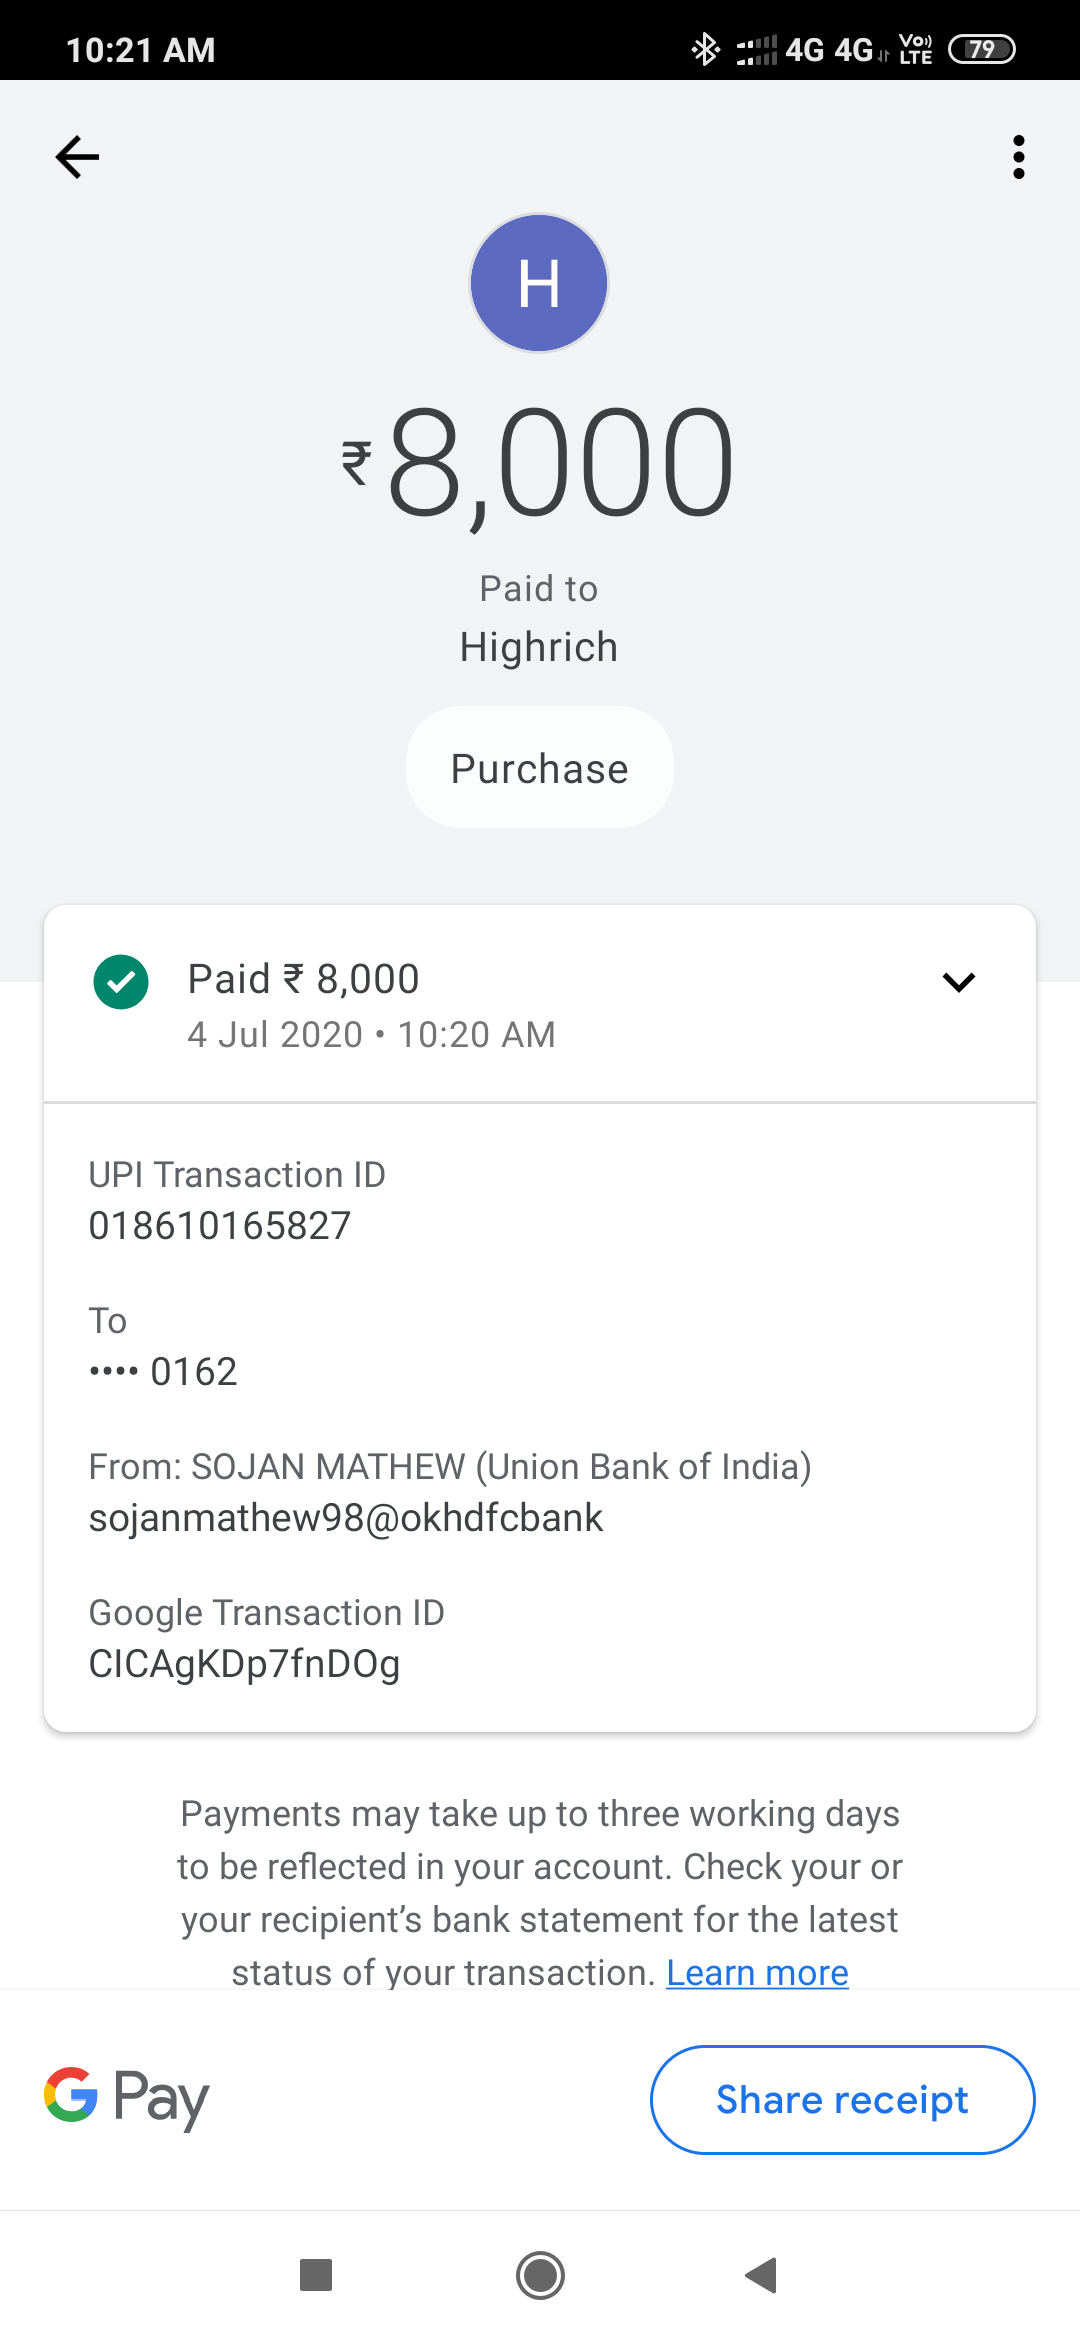 10:21 AM
4G 4G Vo)) LTE 79
H
₹8,000
Paid to
Highrich
Purchase
Paid ₹ 8,000
4 Jul 2020 • 10:20 AM
UPI Transaction ID
018610165827
To
•••• 0162
From: SOJAN MATHEW (Union Bank of India)
sojanmathew98@okhdfcbank
Google Transaction ID
CICAgKDp7fnDOg
Payments may take up to three working days
to be reflected in your account. Check your or
your recipient’s bank statement for the latest
status of your transaction. Learn more
G Pay
Share receipt